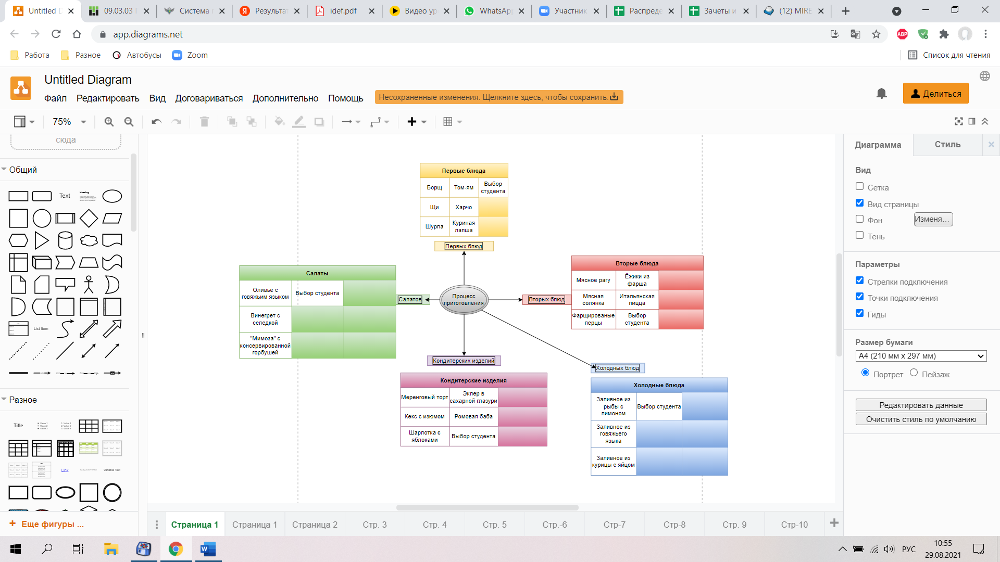 Untitled D
09.03.03
Система
Результат
idef.pdf
Видео ур
WhatsApp
Участник
Распреде
Зачеты и
(12) MIRE
app.diagrams.net
ABP
Работа
Разное
Автобусы
Zoom
Список для чтения
Untitled Diagram
Файл
Редактировать
Вид
Договариваться
Дополнительно
Помощь
Несохраненные изменения. Щелкните здесь, чтобы сохранить.
Делиться
75%
сюда
Общий
Text
Heading
List Item
Разное
Title
Link
Variable Text
Еще фигуры ...
Первые блюда
Борщ
Том-ям
Выбор
студента
Щи
Харчо
Шурпа
Куриная
лапша
Первых блюд
Салаты
Оливье с
говяжьим языком
Выбор студента
Винегрет с
селедкой
"Мимоза" с
консервированной
горбушей
Салатов
Процесс
приготовления
Вторых блюд
Вторые блюда
Мясное рагу
Ёжики из
фарша
Мясная
солянка
Итальянская
пицца
Фарщированые
перцы
Выбор
студента
Кондитерских изделий
Кондитерские изделия
Меренговый торт
Эклер в
сахарной глазури
Кекс с изюмом
Ромовая баба
Шарлотка с
яблоками
Выбор студента
Холодных блюд
Холодные блюда
Заливное из
рыбы с
лимоном
Выбор студента
Заливное из
говяжьего
языка
Заливное из
курицы с яйцом
Диаграмма
Стиль
Вид
Сетка
Вид страницы
Фон
Изменя...
Тень
Параметры
Стрелки подключения
Точки подключения
Гиды
Размер бумаги
А4 (210 мм x 297 мм)
Портрет
Пейзаж
Редактировать данные
Очистить стиль по умолчанию
Страница 1
Страница 1
Страница 2
Стр. 3
Стр. 4
Стр. 5
Стр.-6
Стр-7
Стр-8
Стр. 9
Стр-10
РУС
10:55
29.08.2021